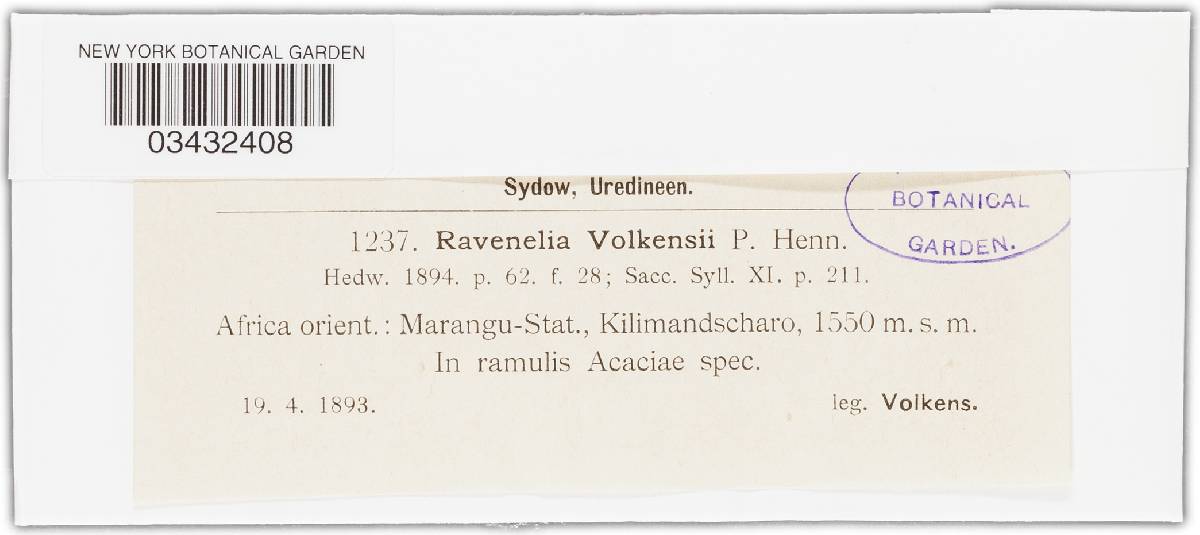 NEW YORK BOTANICAL GARDEN
03432408
Sydow, Uredineen.
BOTANICAL
GARDEN.
1237. Ravenelia Volkensii P. Henn.
Hedw. 1894. p. 62. f. 28; Sacc. Syll. XI. p. 211.
Africa orient.: Marangu-Stat., Kilimandscharo, 1550 m. s. m.
In ramulis Acaciae spec.
19. 4. 1893. leg. Volkens.